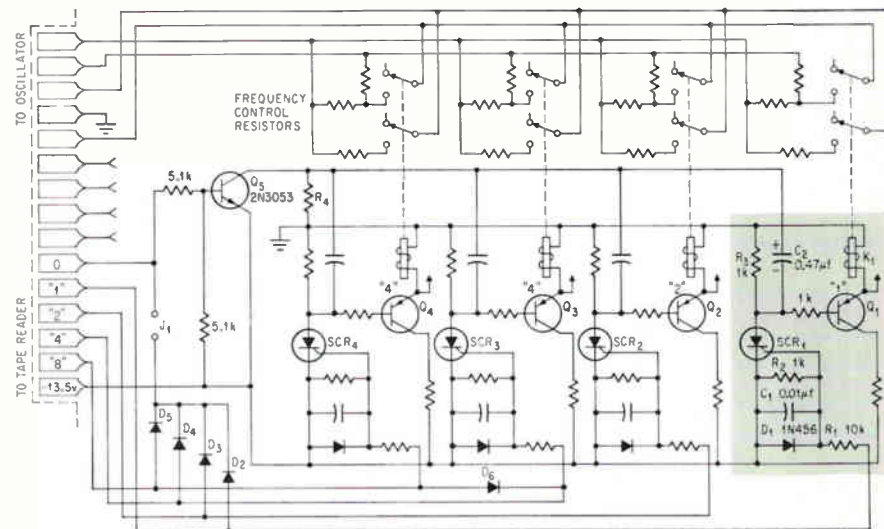 TO OSCILLATOR
TO TAPE READER
0
"1"
"2"
"4"
"8"
-13.5v
FREQUENCY
CONTROL
RESISTORS
5.1k
Q5
2N3053
R4
5.1k
J1
D5
D4
D3
D2
"4"
Q4
SCR4
"4"
Q3
SCR3
D6
"2"
Q2
SCR2
R3
1k
+
C2
0.47µf
−
K1
"1"
1k
Q1
SCR1
R2 1k
C1 0.01µf
D1 1N456
R1 10k